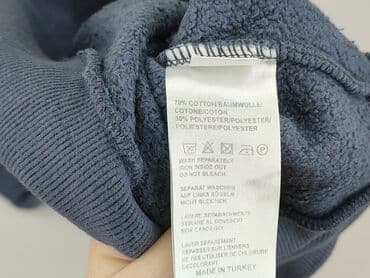 70% COTTON/BAUMWOLLE/
COTONE/COTON
30% POLYESTER/POLYESTER/
POLIESTERE/POLYESTER
WASH SEPARATELY
IRON INSIDE OUT
DO NOT BLEACH
SEPARAT WASCHEN
AUF LINKS BÜGELN
NICHT BLEICHEN
LAVARE SEPARATAMENTE
STIRARE AL ROVESCIO
NO CANDEGGIO
LAVER SEPAREMENT
REPASSER SUR L'ENVERS
NE PAS UTILISER DE CHLORURE
DECOLORANT
MADE IN TURKEY